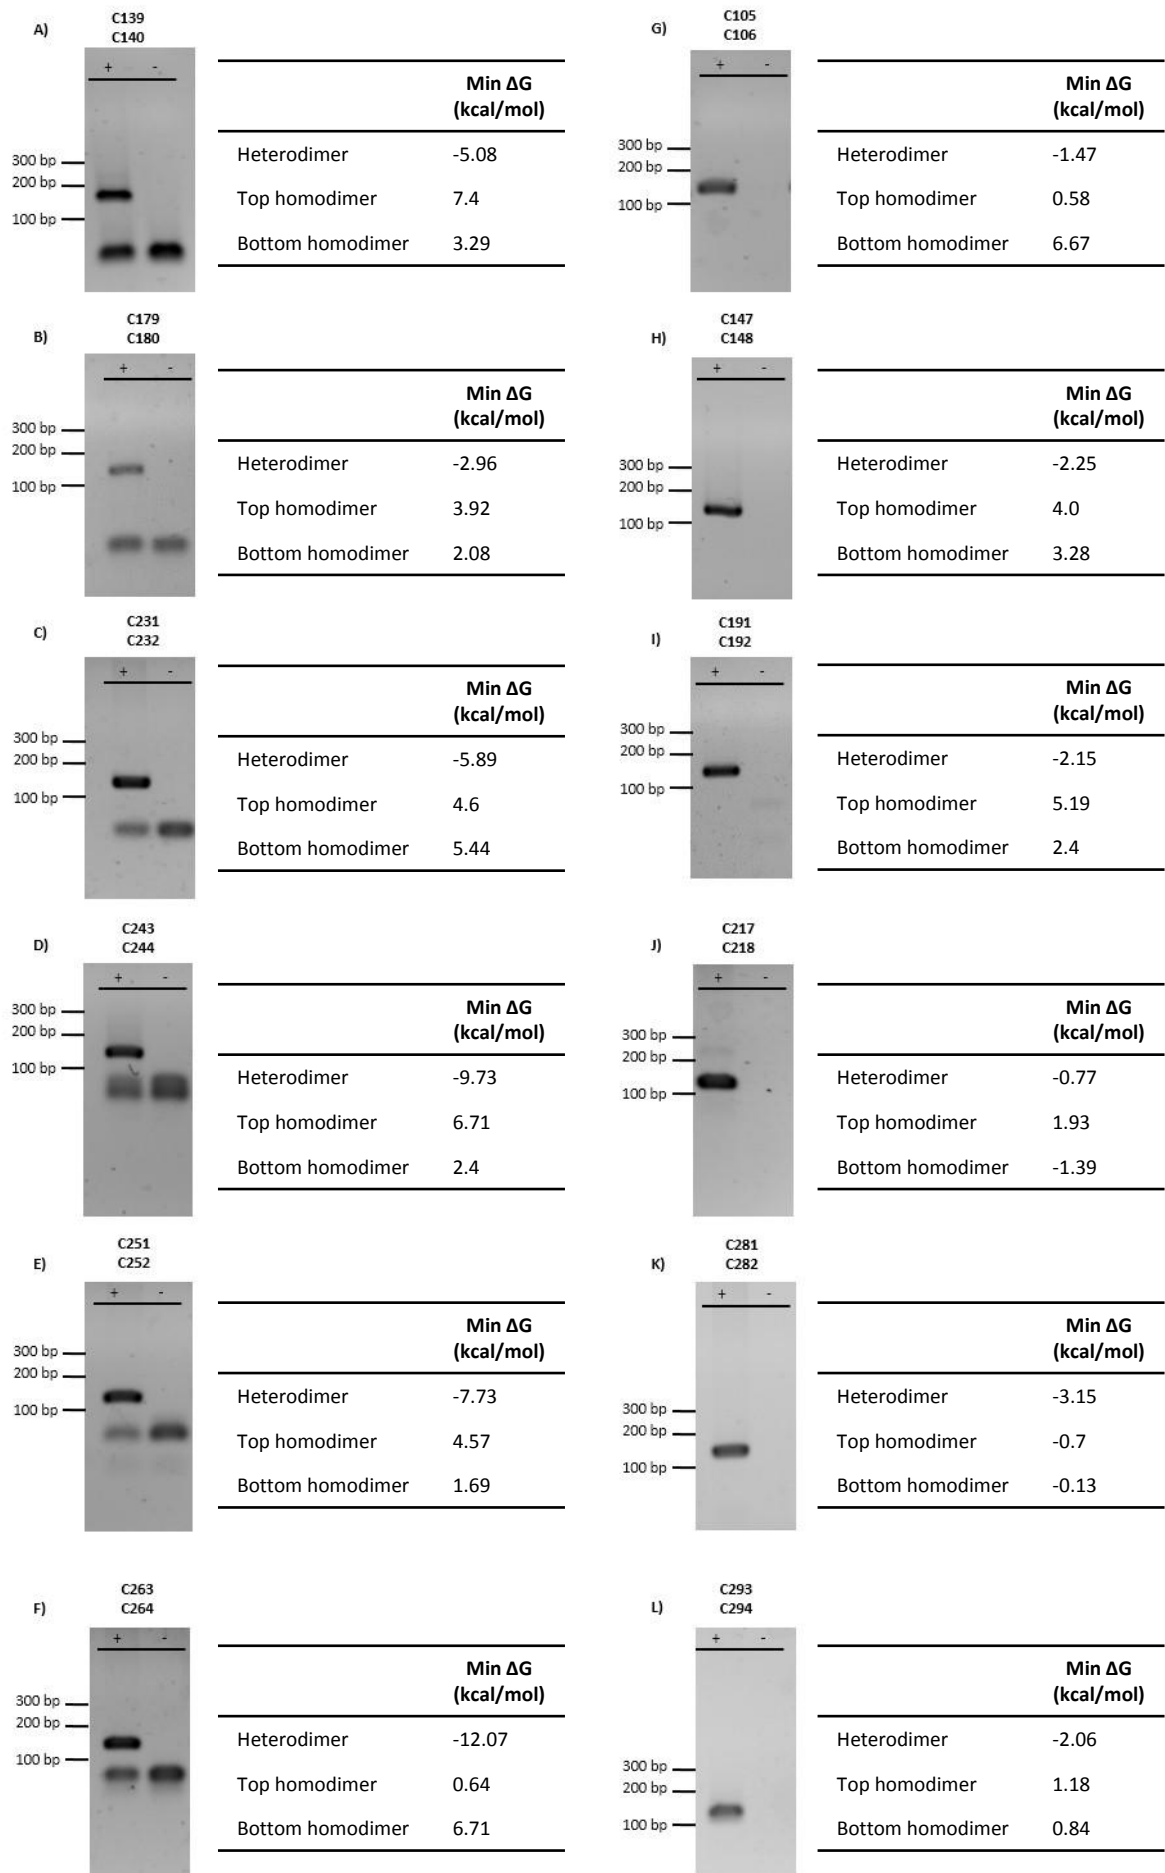 A)
C139
C140
+ -
300 bp
200 bp
100 bp
Min ΔG
(kcal/mol)
Heterodimer -5.08
Top homodimer 7.4
Bottom homodimer 3.29
B)
C179
C180
+ -
300 bp
200 bp
100 bp
Min ΔG
(kcal/mol)
Heterodimer -2.96
Top homodimer 3.92
Bottom homodimer 2.08
C)
C231
C232
+ -
300 bp
200 bp
100 bp
Min ΔG
(kcal/mol)
Heterodimer -5.89
Top homodimer 4.6
Bottom homodimer 5.44
D)
C243
C244
+ -
300 bp
200 bp
100 bp
Min ΔG
(kcal/mol)
Heterodimer -9.73
Top homodimer 6.71
Bottom homodimer 2.4
E)
C251
C252
+ -
300 bp
200 bp
100 bp
Min ΔG
(kcal/mol)
Heterodimer -7.73
Top homodimer 4.57
Bottom homodimer 1.69
F)
C263
C264
+ -
300 bp
200 bp
100 bp
Min ΔG
(kcal/mol)
Heterodimer -12.07
Top homodimer 0.64
Bottom homodimer 6.71
G)
C105
C106
+ -
300 bp
200 bp
100 bp
Min ΔG
(kcal/mol)
Heterodimer -1.47
Top homodimer 0.58
Bottom homodimer 6.67
H)
C147
C148
+ -
300 bp
200 bp
100 bp
Min ΔG
(kcal/mol)
Heterodimer -2.25
Top homodimer 4.0
Bottom homodimer 3.28
I)
C191
C192
+ -
300 bp
200 bp
100 bp
Min ΔG
(kcal/mol)
Heterodimer -2.15
Top homodimer 5.19
Bottom homodimer 2.4
J)
C217
C218
+ -
300 bp
200 bp
100 bp
Min ΔG
(kcal/mol)
Heterodimer -0.77
Top homodimer 1.93
Bottom homodimer -1.39
K)
C281
C282
+ -
300 bp
200 bp
100 bp
Min ΔG
(kcal/mol)
Heterodimer -3.15
Top homodimer -0.7
Bottom homodimer -0.13
L)
C293
C294
+ -
300 bp
200 bp
100 bp
Min ΔG
(kcal/mol)
Heterodimer -2.06
Top homodimer 1.18
Bottom homodimer 0.84